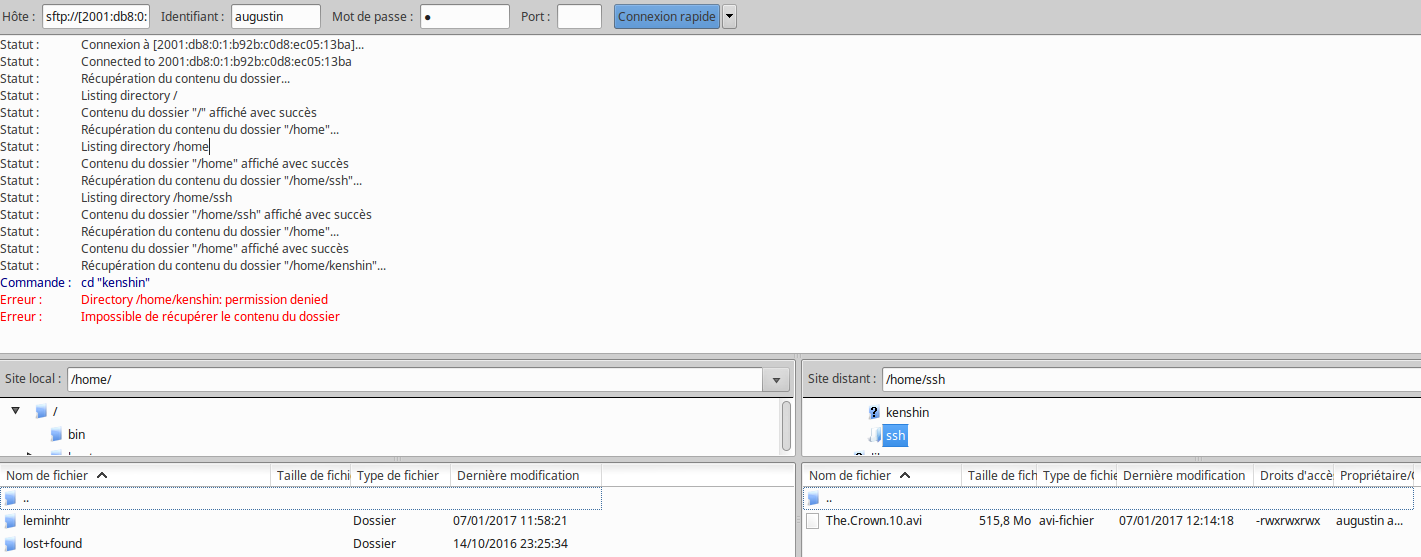 Hôte : sftp://[2001:db8:0: Identifiant : augustin Mot de passe : ● Port : Connexion rapide
Statut : Connexion à [2001:db8:0:1:b92b:c0d8:ec05:13ba]...
Statut : Connected to 2001:db8:0:1:b92b:c0d8:ec05:13ba
Statut : Récupération du contenu du dossier...
Statut : Listing directory /
Statut : Contenu du dossier "/" affiché avec succès
Statut : Récupération du contenu du dossier "/home"...
Statut : Listing directory /home
Statut : Contenu du dossier "/home" affiché avec succès
Statut : Récupération du contenu du dossier "/home/ssh"...
Statut : Listing directory /home/ssh
Statut : Contenu du dossier "/home/ssh" affiché avec succès
Statut : Récupération du contenu du dossier "/home"...
Statut : Contenu du dossier "/home" affiché avec succès
Statut : Récupération du contenu du dossier "/home/kenshin"...
Commande : cd "kenshin"
Erreur : Directory /home/kenshin: permission denied
Erreur : Impossible de récupérer le contenu du dossier
Site local : /home/
/
bin
Nom de fichier Taille de fichi Type de fichier Dernière modification
..
leminhtr Dossier 07/01/2017 11:58:21
lost+found Dossier 14/10/2016 23:25:34
Site distant : /home/ssh
kenshin
ssh
Nom de fichier Taille de fich Type de fichie Dernière modification Droits d'accè Propriétaire/
..
The.Crown.10.avi 515,8 Mo avi-fichier 07/01/2017 12:14:18 -rwxrwxrwx augustin a...